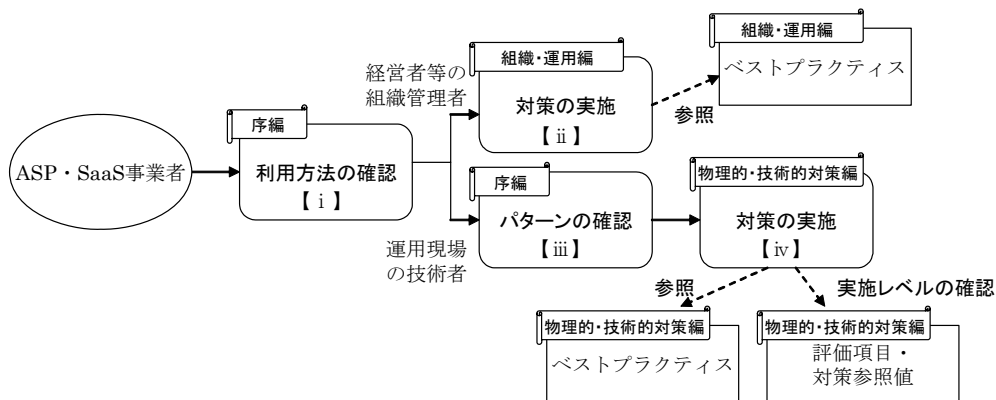 組織・運用編
ベストプラクティス
経営者等の
組織管理者
組織・運用編
対策の実施
【ⅱ】
参照
ASP・SaaS事業者
序編
利用方法の確認
【ⅰ】
運用現場
の技術者
序編
パターンの確認
【ⅲ】
物理的・技術的対策編
対策の実施
【ⅳ】
参照
実施レベルの確認
物理的・技術的対策編
ベストプラクティス
物理的・技術的対策編
評価項目・
対策参照値